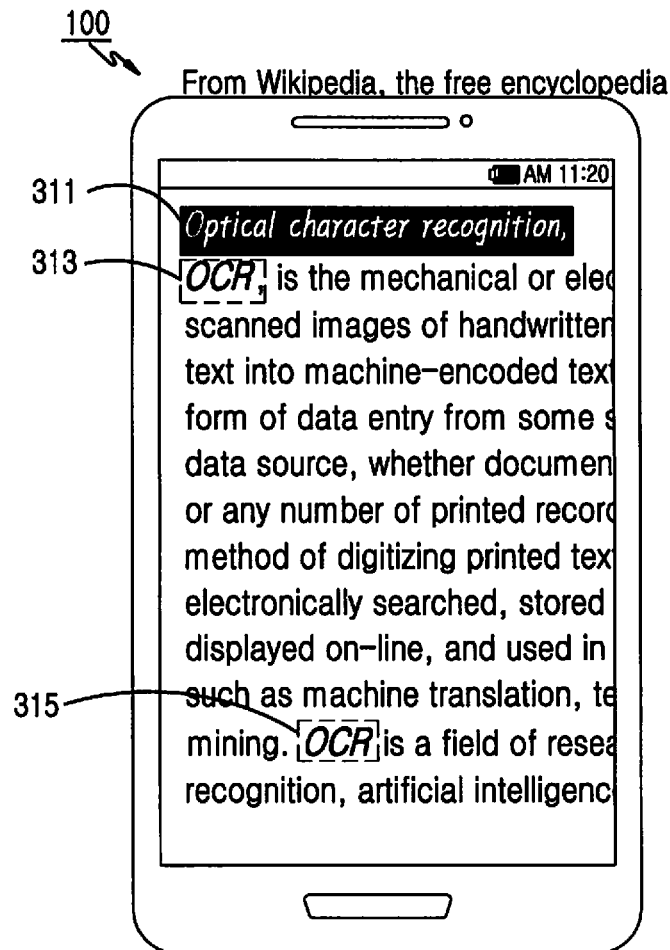 100
From Wikipedia, the free encyclopedia
AM 11:20
311
Optical character recognition,
313
OCR, is the mechanical or elec
scanned images of handwritten
text into machine-encoded text
form of data entry from some s
data source, whether documen
or any number of printed record
method of digitizing printed tex
electronically searched, stored
displayed on-line, and used in
such as machine translation, te
315
mining. OCR is a field of resea
recognition, artificial intelligenc